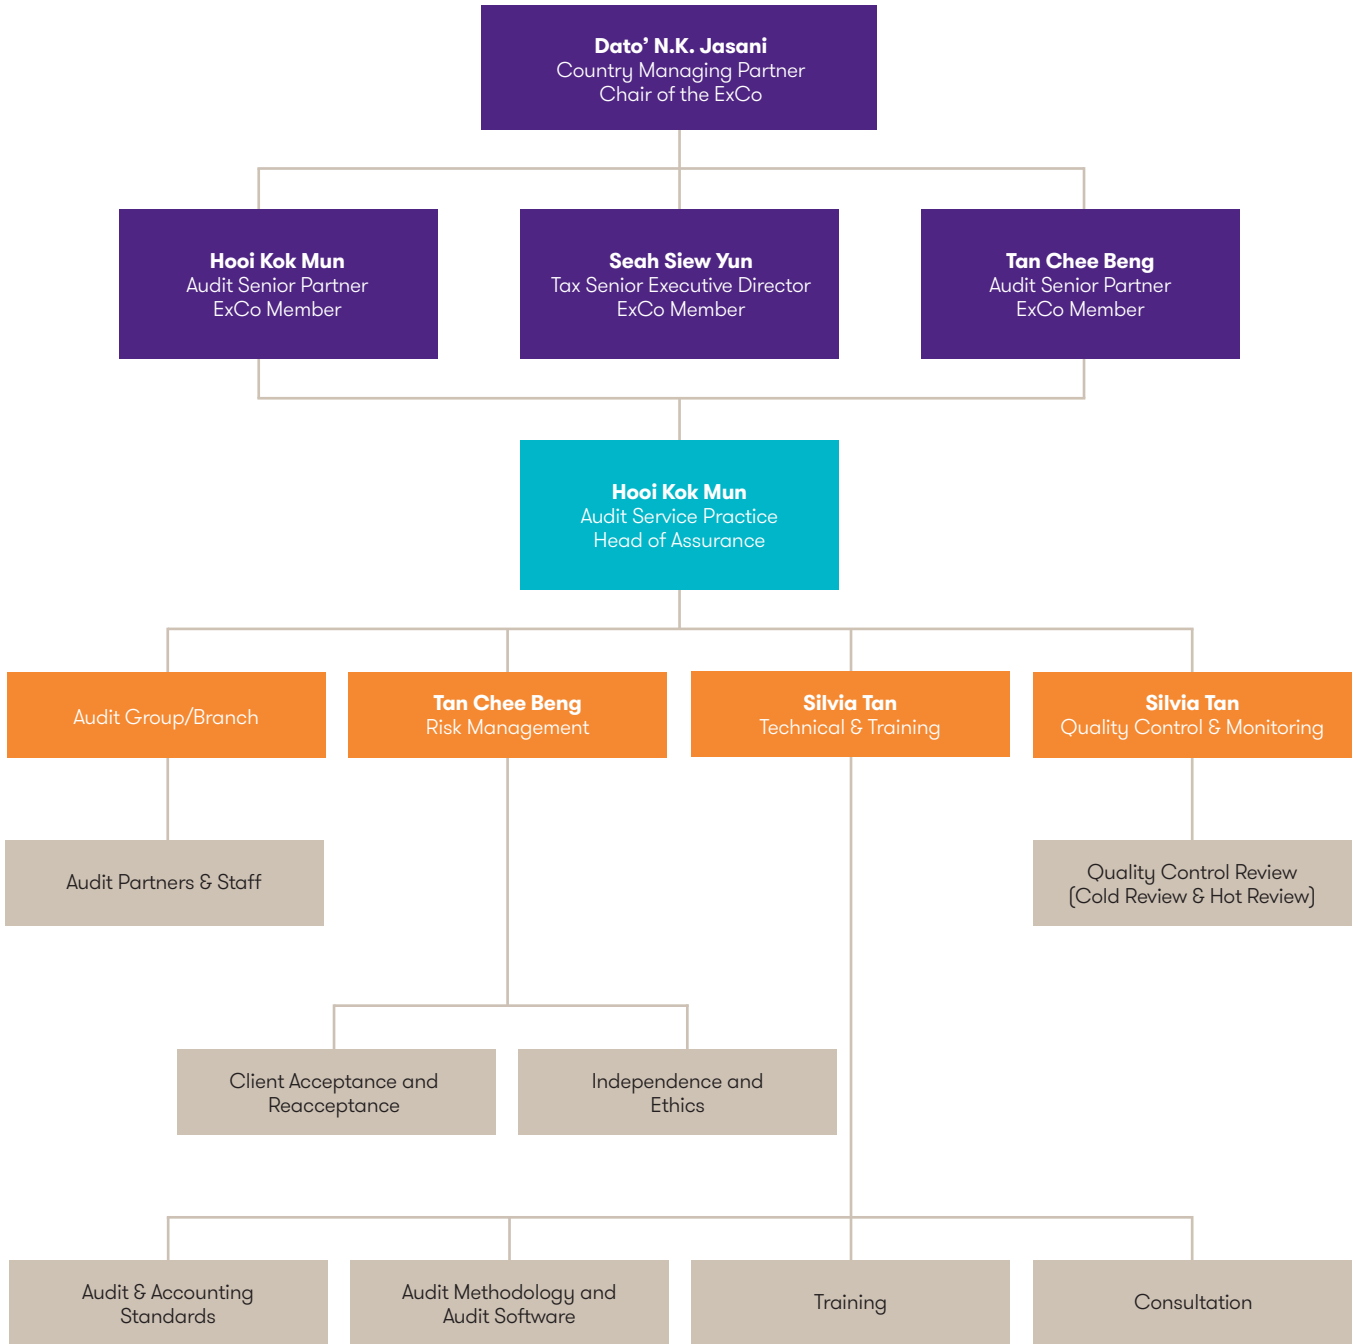 Dato’ N.K. Jasani
Country Managing Partner
Chair of the ExCo
Hooi Kok Mun
Audit Senior Partner
ExCo Member
Seah Siew Yun
Tax Senior Executive Director
ExCo Member
Tan Chee Beng
Audit Senior Partner
ExCo Member
Hooi Kok Mun
Audit Service Practice
Head of Assurance
Audit Group/Branch
Tan Chee Beng
Risk Management
Silvia Tan
Technical & Training
Silvia Tan
Quality Control & Monitoring
Audit Partners & Staff
Quality Control Review
(Cold Review & Hot Review)
Client Acceptance and
Reacceptance
Independence and
Ethics
Audit & Accounting
Standards
Audit Methodology and
Audit Software
Training
Consultation